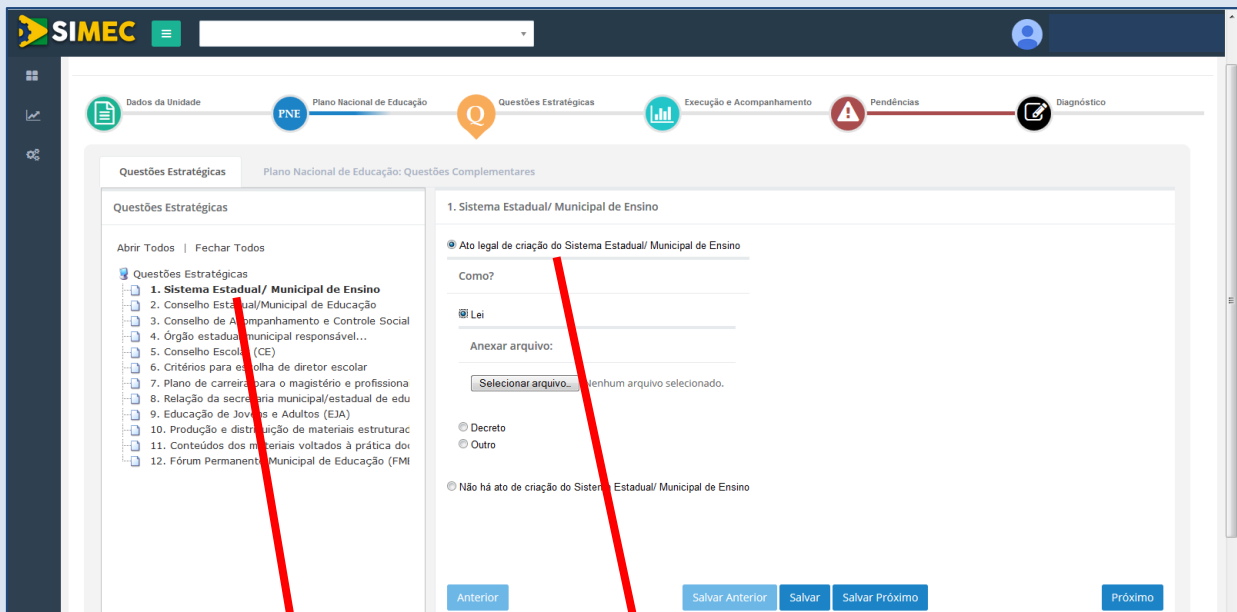 SIMEC
Dados da Unidade
PNE
Plano Nacional de Educação
Q
Questões Estratégicas
Execução e Acompanhamento
Pendências
Diagnóstico
Questões Estratégicas
Plano Nacional de Educação: Questões Complementares
Questões Estratégicas
Abrir Todos | Fechar Todos
Questões Estratégicas
1. Sistema Estadual/ Municipal de Ensino
2. Conselho Estadual/Municipal de Educação
3. Conselho de Acompanhamento e Controle Social
4. Órgão estadual/municipal responsável...
5. Conselho Escolar (CE)
6. Critérios para escolha de diretor escolar
7. Plano de carreira para o magistério e profissiona
8. Relação da secretaria municipal/estadual de edu
9. Educação de Jovens e Adultos (EJA)
10. Produção e distribuição de materiais estruturad
11. Conteúdos dos materiais voltados à prática doc
12. Fórum Permanente Municipal de Educação (FME
1. Sistema Estadual/ Municipal de Ensino
Ato legal de criação do Sistema Estadual/ Municipal de Ensino
Como?
Lei
Anexar arquivo:
Selecionar arquivo... Nenhum arquivo selecionado.
Decreto
Outro
Não há ato de criação do Sistema Estadual/ Municipal de Ensino
Anterior
Salvar Anterior
Salvar
Salvar Próximo
Próximo